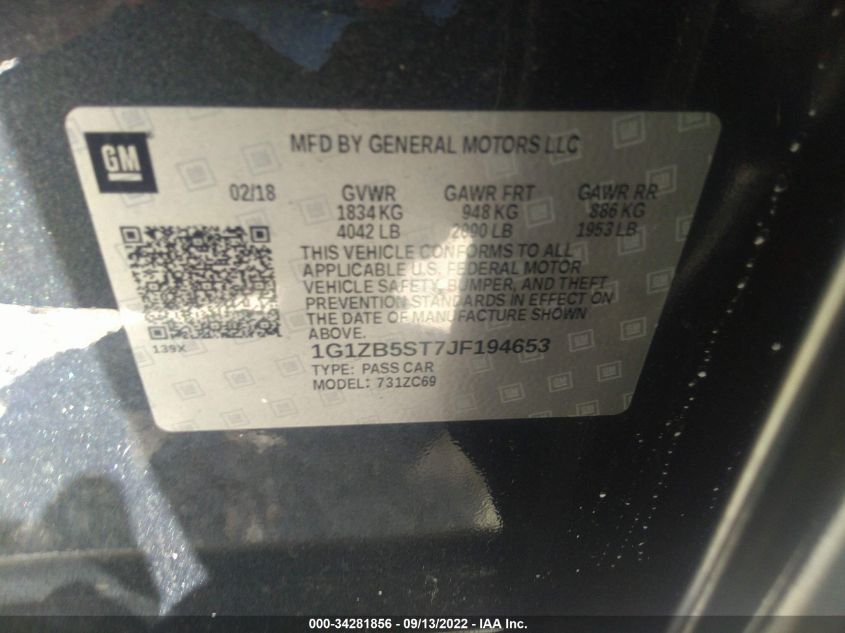 GM
MFD BY GENERAL MOTORS LLC
02/18 GVWR GAWR FRT GAWR RR
1834 KG 948 KG 886 KG
4042 LB 2090 LB 1953 LB
THIS VEHICLE CONFORMS TO ALL
APPLICABLE U.S. FEDERAL MOTOR
VEHICLE SAFETY, BUMPER, AND THEFT
PREVENTION STANDARDS IN EFFECT ON
THE DATE OF MANUFACTURE SHOWN
ABOVE.
139X
1G1ZB5ST7JF194653
TYPE: PASS CAR
MODEL: 731ZC69
000-34281856 - 09/13/2022 - IAA Inc.